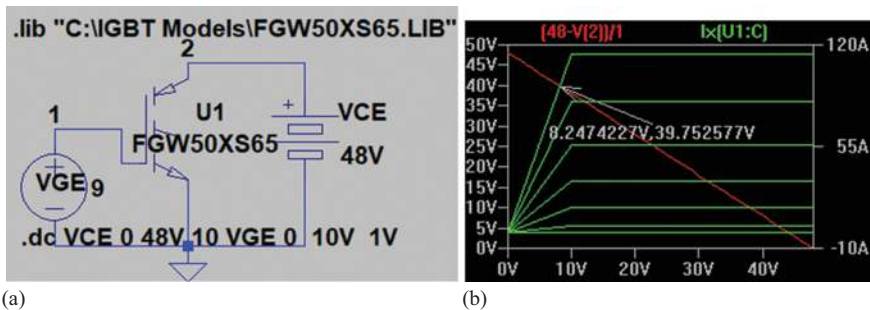 .lib "C:\IGBT Models\FGW50XS65.LIB"
2
1
U1
+
VCE
FGW50XS65
48V
+
VGE
9
.dc VCE 0 48V 10 VGE 0 10V 1V
(a)
(48-V(2))/1
Ix(U1:C)
50V
45V
40V
35V
30V
25V
20V
15V
10V
5V
0V
120A
55A
-10A
8.2474227V,39.752577V
0V
10V
20V
30V
40V
(b)